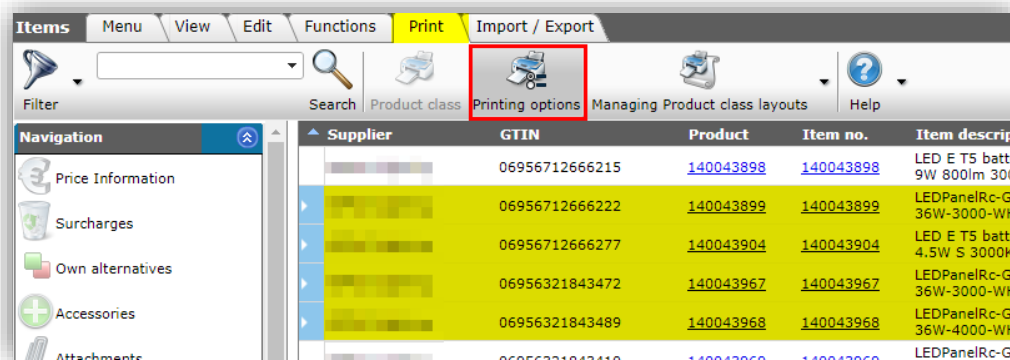 Items Menu View Edit Functions Print Import / Export
Filter Search Product class Printing options Managing Product class layouts Help
Navigation
Price Information
Surcharges
Own alternatives
Accessories
Attachments
Supplier GTIN Product Item no. Item descrip
06956712666215 140043898 140043898 LED E T5 batt
9W 800lm 300
06956712666222 140043899 140043899 LEDPanelRc-G
36W-3000-WH
06956712666277 140043904 140043904 LED E T5 batt
4.5W S 3000K
06956321843472 140043967 140043967 LEDPanelRc-G
36W-3000-WH
06956321843489 140043968 140043968 LEDPanelRc-G
36W-4000-WH
LEDPanelRc-G